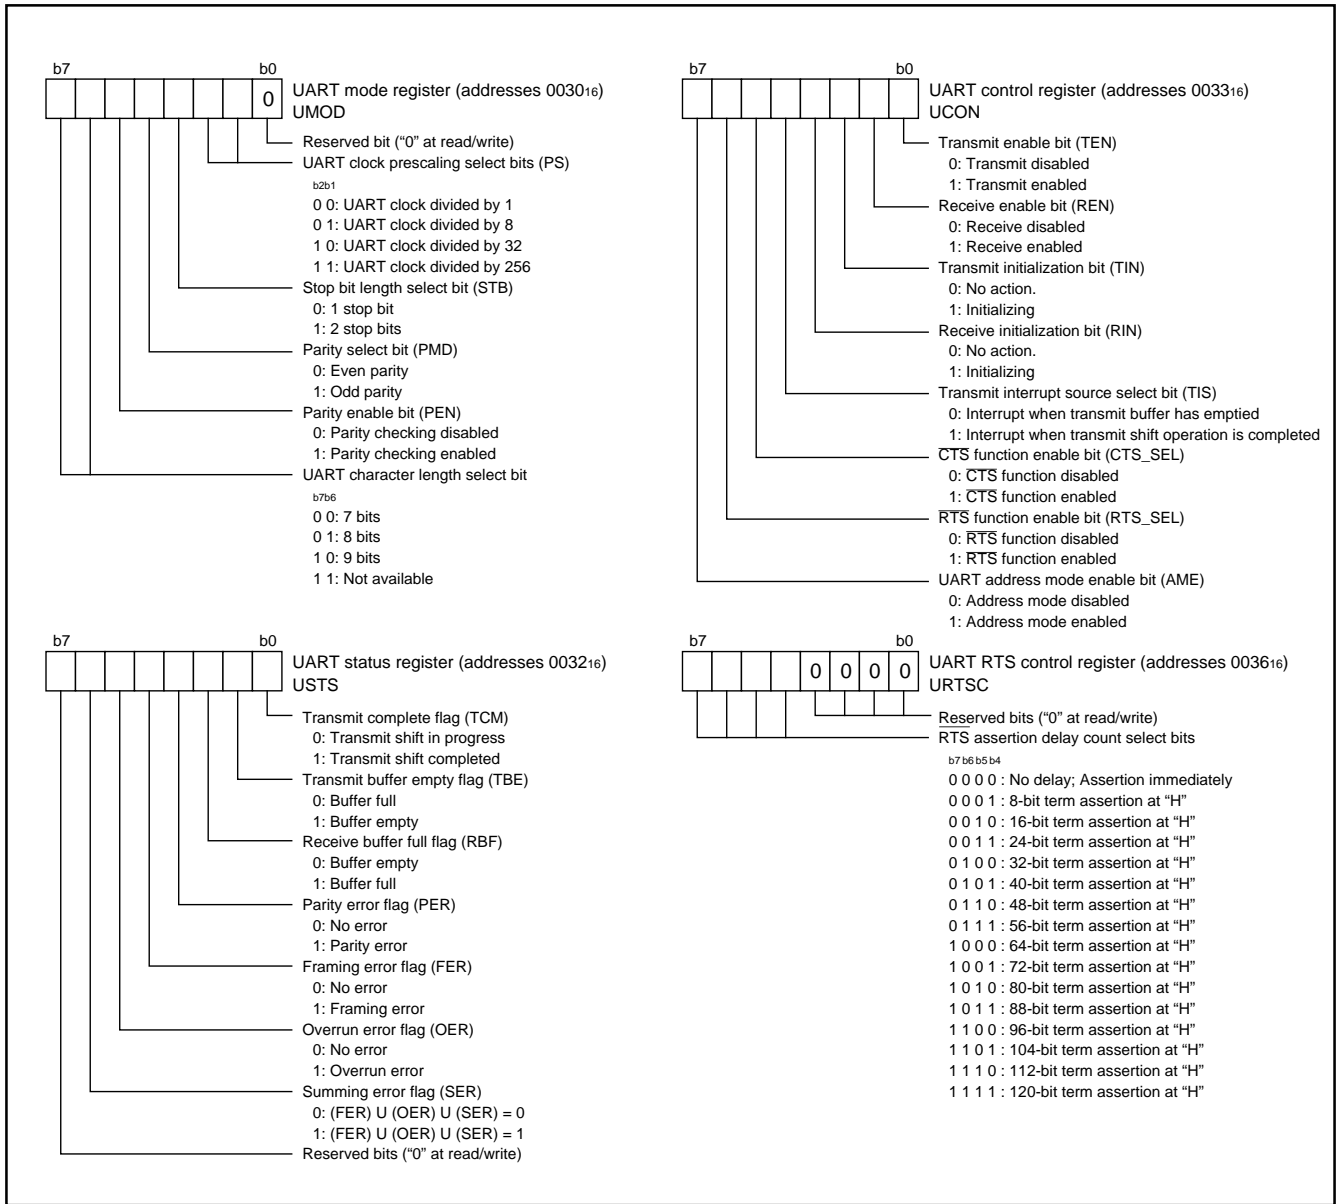 b7 b0
0
UART mode register (addresses 0030₁₆)
UMOD
Reserved bit (“0” at read/write)
UART clock prescaling select bits (PS)
b2b1
0 0: UART clock divided by 1
0 1: UART clock divided by 8
1 0: UART clock divided by 32
1 1: UART clock divided by 256
Stop bit length select bit (STB)
0: 1 stop bit
1: 2 stop bits
Parity select bit (PMD)
0: Even parity
1: Odd parity
Parity enable bit (PEN)
0: Parity checking disabled
1: Parity checking enabled
UART character length select bit
b7b6
0 0: 7 bits
0 1: 8 bits
1 0: 9 bits
1 1: Not available
b7 b0
UART control register (addresses 0033₁₆)
UCON
Transmit enable bit (TEN)
0: Transmit disabled
1: Transmit enabled
Receive enable bit (REN)
0: Receive disabled
1: Receive enabled
Transmit initialization bit (TIN)
0: No action.
1: Initializing
Receive initialization bit (RIN)
0: No action.
1: Initializing
Transmit interrupt source select bit (TIS)
0: Interrupt when transmit buffer has emptied
1: Interrupt when transmit shift operation is completed
C̅T̅S̅ function enable bit (CTS_SEL)
0: C̅T̅S̅ function disabled
1: C̅T̅S̅ function enabled
R̅T̅S̅ function enable bit (RTS_SEL)
0: R̅T̅S̅ function disabled
1: R̅T̅S̅ function enabled
UART address mode enable bit (AME)
0: Address mode disabled
1: Address mode enabled
b7 b0
UART status register (addresses 0032₁₆)
USTS
Transmit complete flag (TCM)
0: Transmit shift in progress
1: Transmit shift completed
Transmit buffer empty flag (TBE)
0: Buffer full
1: Buffer empty
Receive buffer full flag (RBF)
0: Buffer empty
1: Buffer full
Parity error flag (PER)
0: No error
1: Parity error
Framing error flag (FER)
0: No error
1: Framing error
Overrun error flag (OER)
0: No error
1: Overrun error
Summing error flag (SER)
0: (FER) U (OER) U (SER) = 0
1: (FER) U (OER) U (SER) = 1
Reserved bits (“0” at read/write)
b7 b0
0 0 0 0
UART RTS control register (addresses 0036₁₆)
URTSC
Reserved bits (“0” at read/write)
R̅T̅S̅ assertion delay count select bits
b7 b6 b5 b4
0 0 0 0 : No delay; Assertion immediately
0 0 0 1 : 8-bit term assertion at “H”
0 0 1 0 : 16-bit term assertion at “H”
0 0 1 1 : 24-bit term assertion at “H”
0 1 0 0 : 32-bit term assertion at “H”
0 1 0 1 : 40-bit term assertion at “H”
0 1 1 0 : 48-bit term assertion at “H”
0 1 1 1 : 56-bit term assertion at “H”
1 0 0 0 : 64-bit term assertion at “H”
1 0 0 1 : 72-bit term assertion at “H”
1 0 1 0 : 80-bit term assertion at “H”
1 0 1 1 : 88-bit term assertion at “H”
1 1 0 0 : 96-bit term assertion at “H”
1 1 0 1 : 104-bit term assertion at “H”
1 1 1 0 : 112-bit term assertion at “H”
1 1 1 1 : 120-bit term assertion at “H”